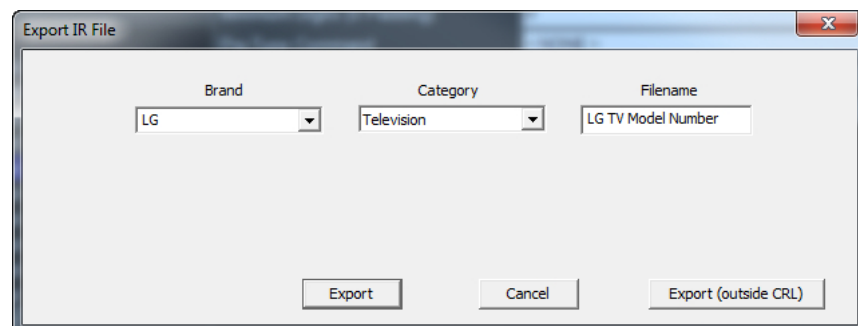 Export IR File
Brand Category Filename
LG Television LG TV Model Number
Export Cancel Export (outside CRL)